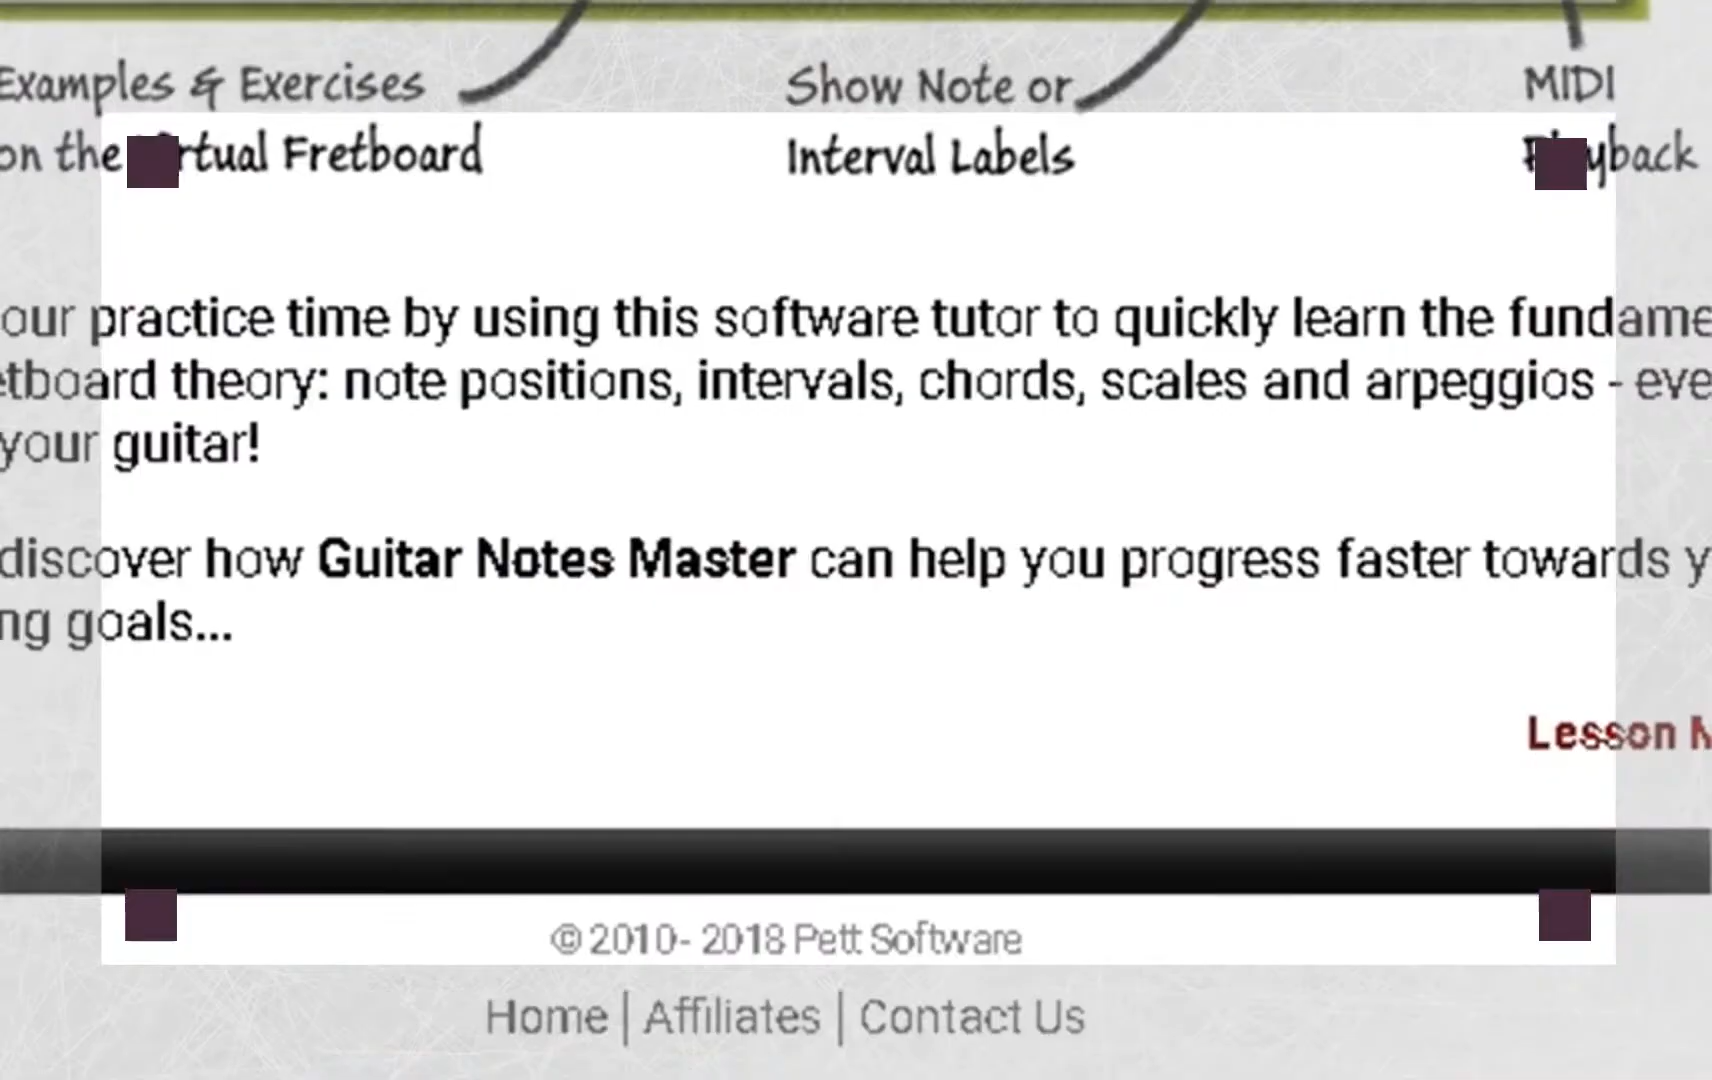 Examples & Exercises
on the Virtual Fretboard
Show Note or
Interval Labels
MIDI
Playback
our practice time by using this software tutor to quickly learn the fundame
etboard theory: note positions, intervals, chords, scales and arpeggios - eve
your guitar!
discover how Guitar Notes Master can help you progress faster towards y
ng goals...
Lesson
© 2010- 2018 Pett Software
Home | Affiliates | Contact Us